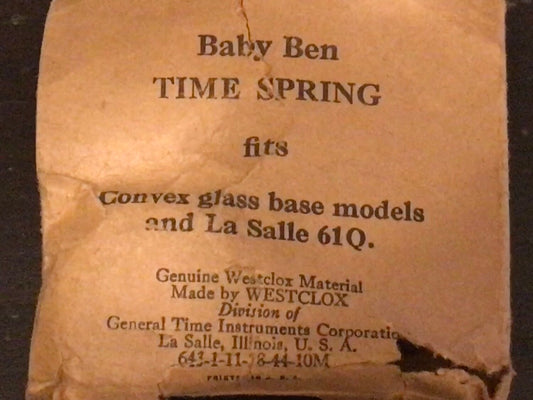 Baby Ben
TIME SPRING
fits
Convex glass base models
and La Salle 61Q.
Genuine Westclox Material
Made by WESTCLOX
Division of
General Time Instruments Corporatio
La Salle, Illinois, U. S. A.
643-1-11-18-44-10M